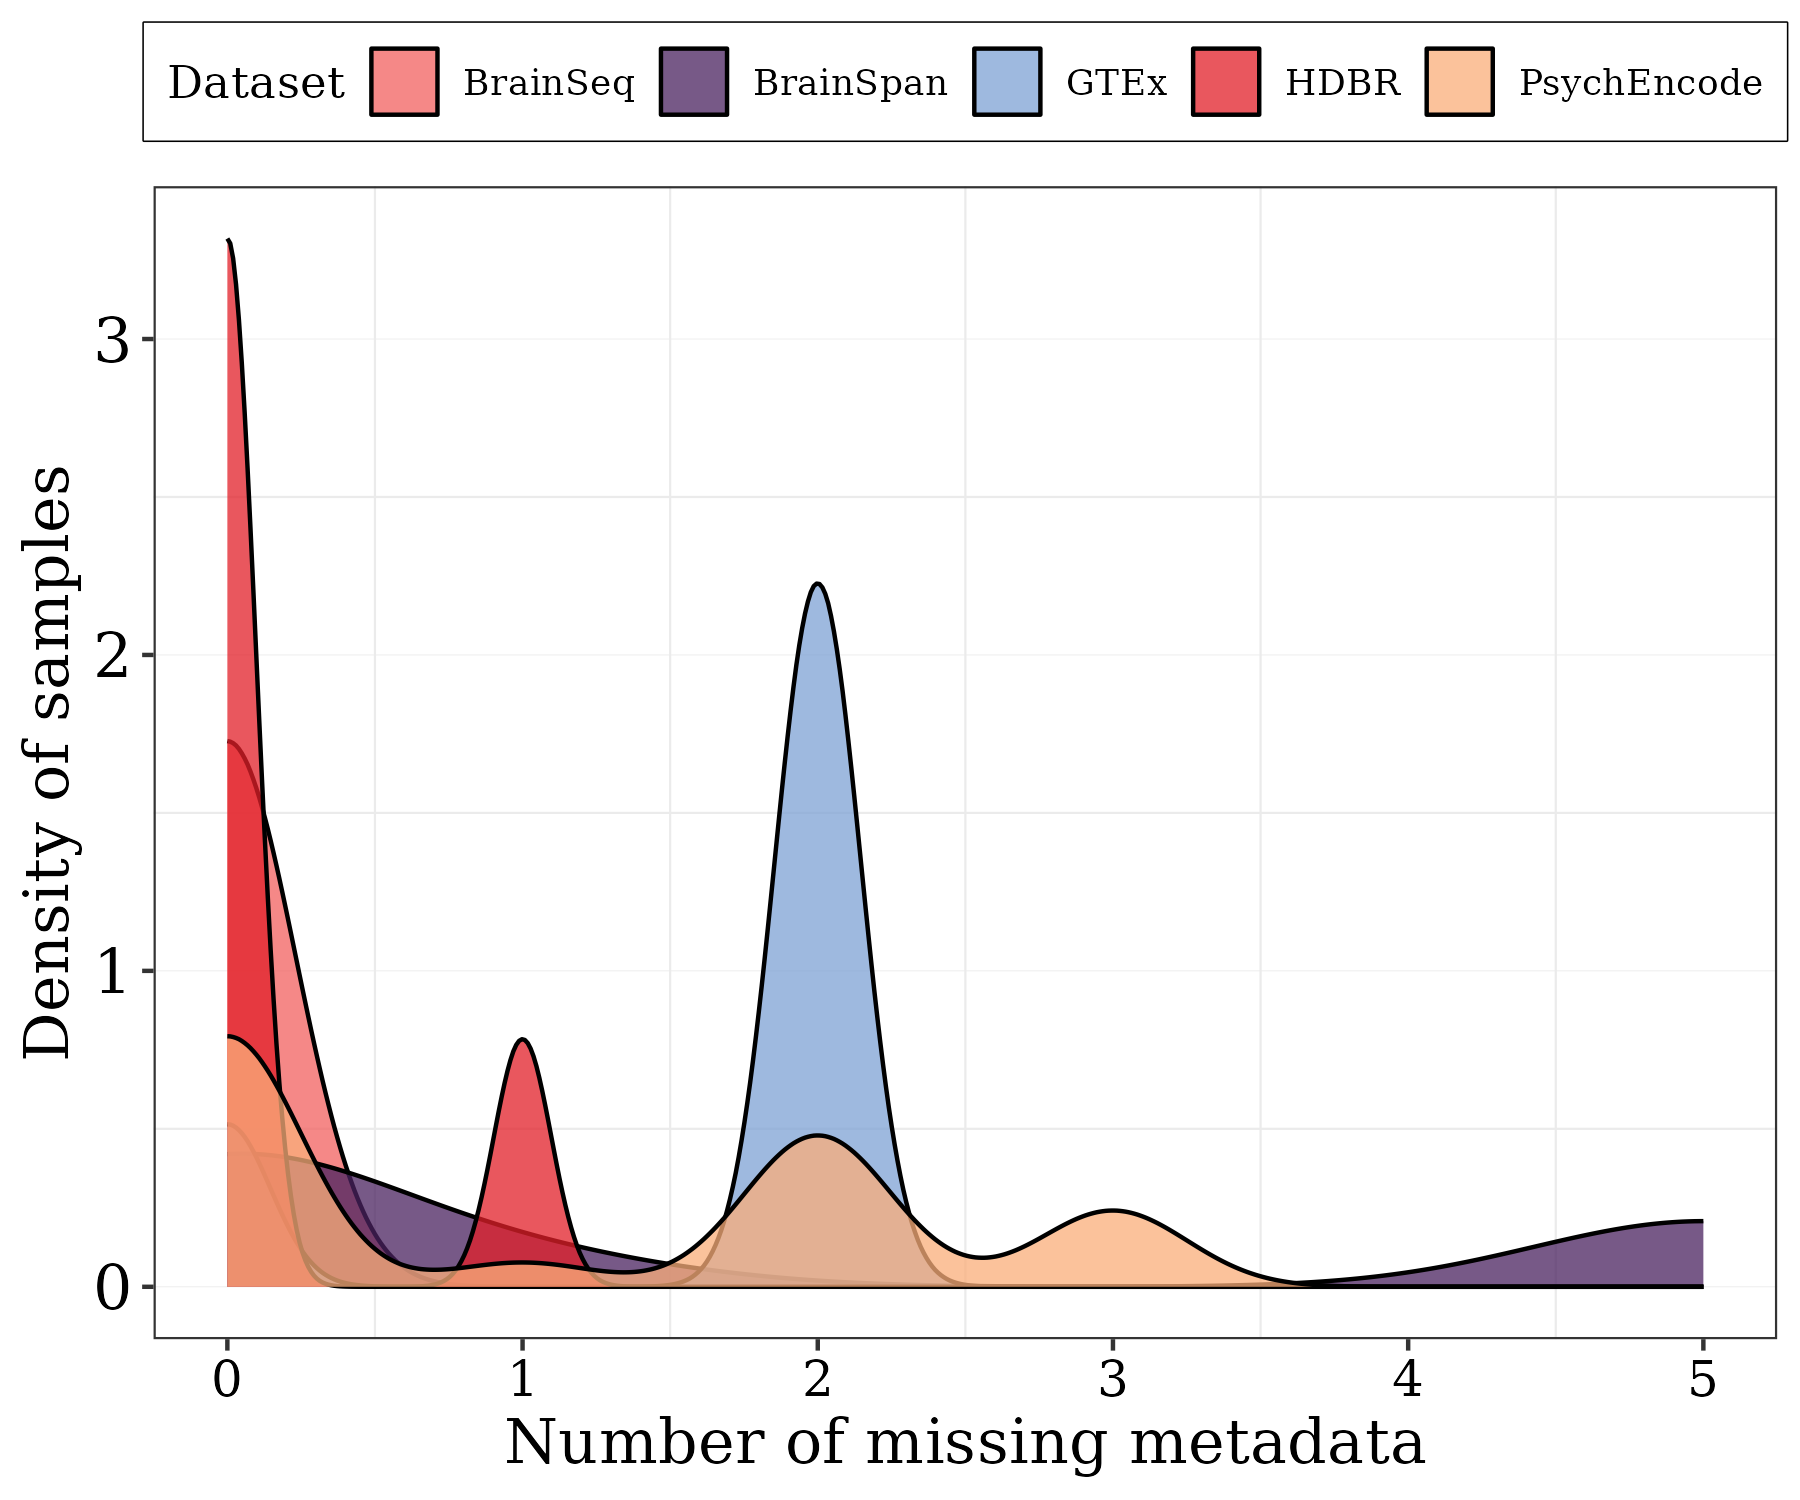 Dataset BrainSeq BrainSpan GTEx HDBR PsychEncode
3
2
1
0
Density of samples
0 1 2 3 4 5
Number of missing metadata